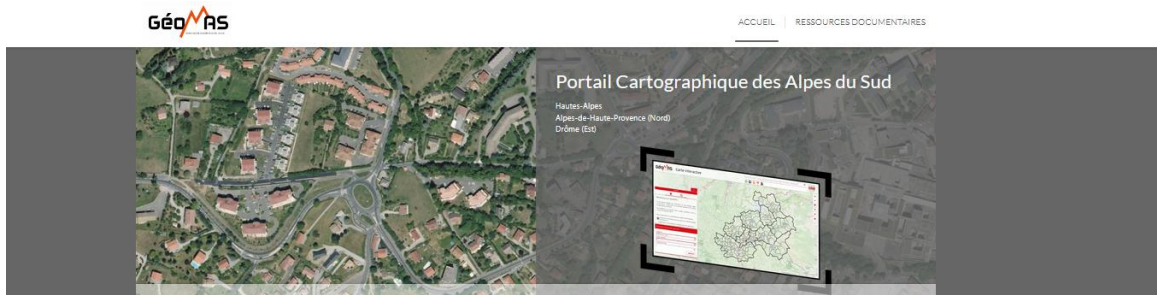 GéoMAS
ACCUEIL
RESSOURCES DOCUMENTAIRES
Portail Cartographique des Alpes du Sud
Hautes-Alpes
Alpes-de-Haute-Provence (Nord)
Drôme (Est)
GéoMAS